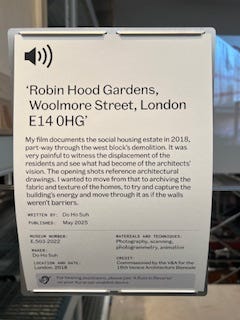 ‘Robin Hood Gardens,
Woolmore Street, London
E14 0HG’
My film documents the social housing estate in 2018,
part-way through the west block's demolition. It was
very painful to witness the displacement of the residents
and see what had become of the architects'
vision. The opening shots reference architectural
drawings. I wanted to move from that to archiving the
fabric and texture of the homes, to try and capture the
building's energy and move through it as if the walls
weren't barriers.
WRITTEN BY: Do Ho Suh
PUBLISHED: May 2025
MUSEUM NUMBER:
E.503-2022
MAKER:
Do Ho Suh
LOCATION AND DATE:
London, 2018
MATERIALS AND TECHNIQUES:
Photography, scanning,
photogrammetry, animation
CREDIT:
Commissioned by the V&A for the
16th Venice Architecture Biennale